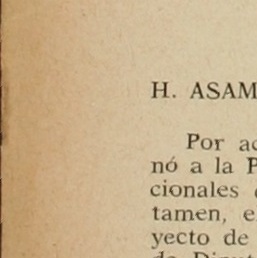 H. ASAM
Por ac
nó a la P
cionales
tamen, e
yecto de